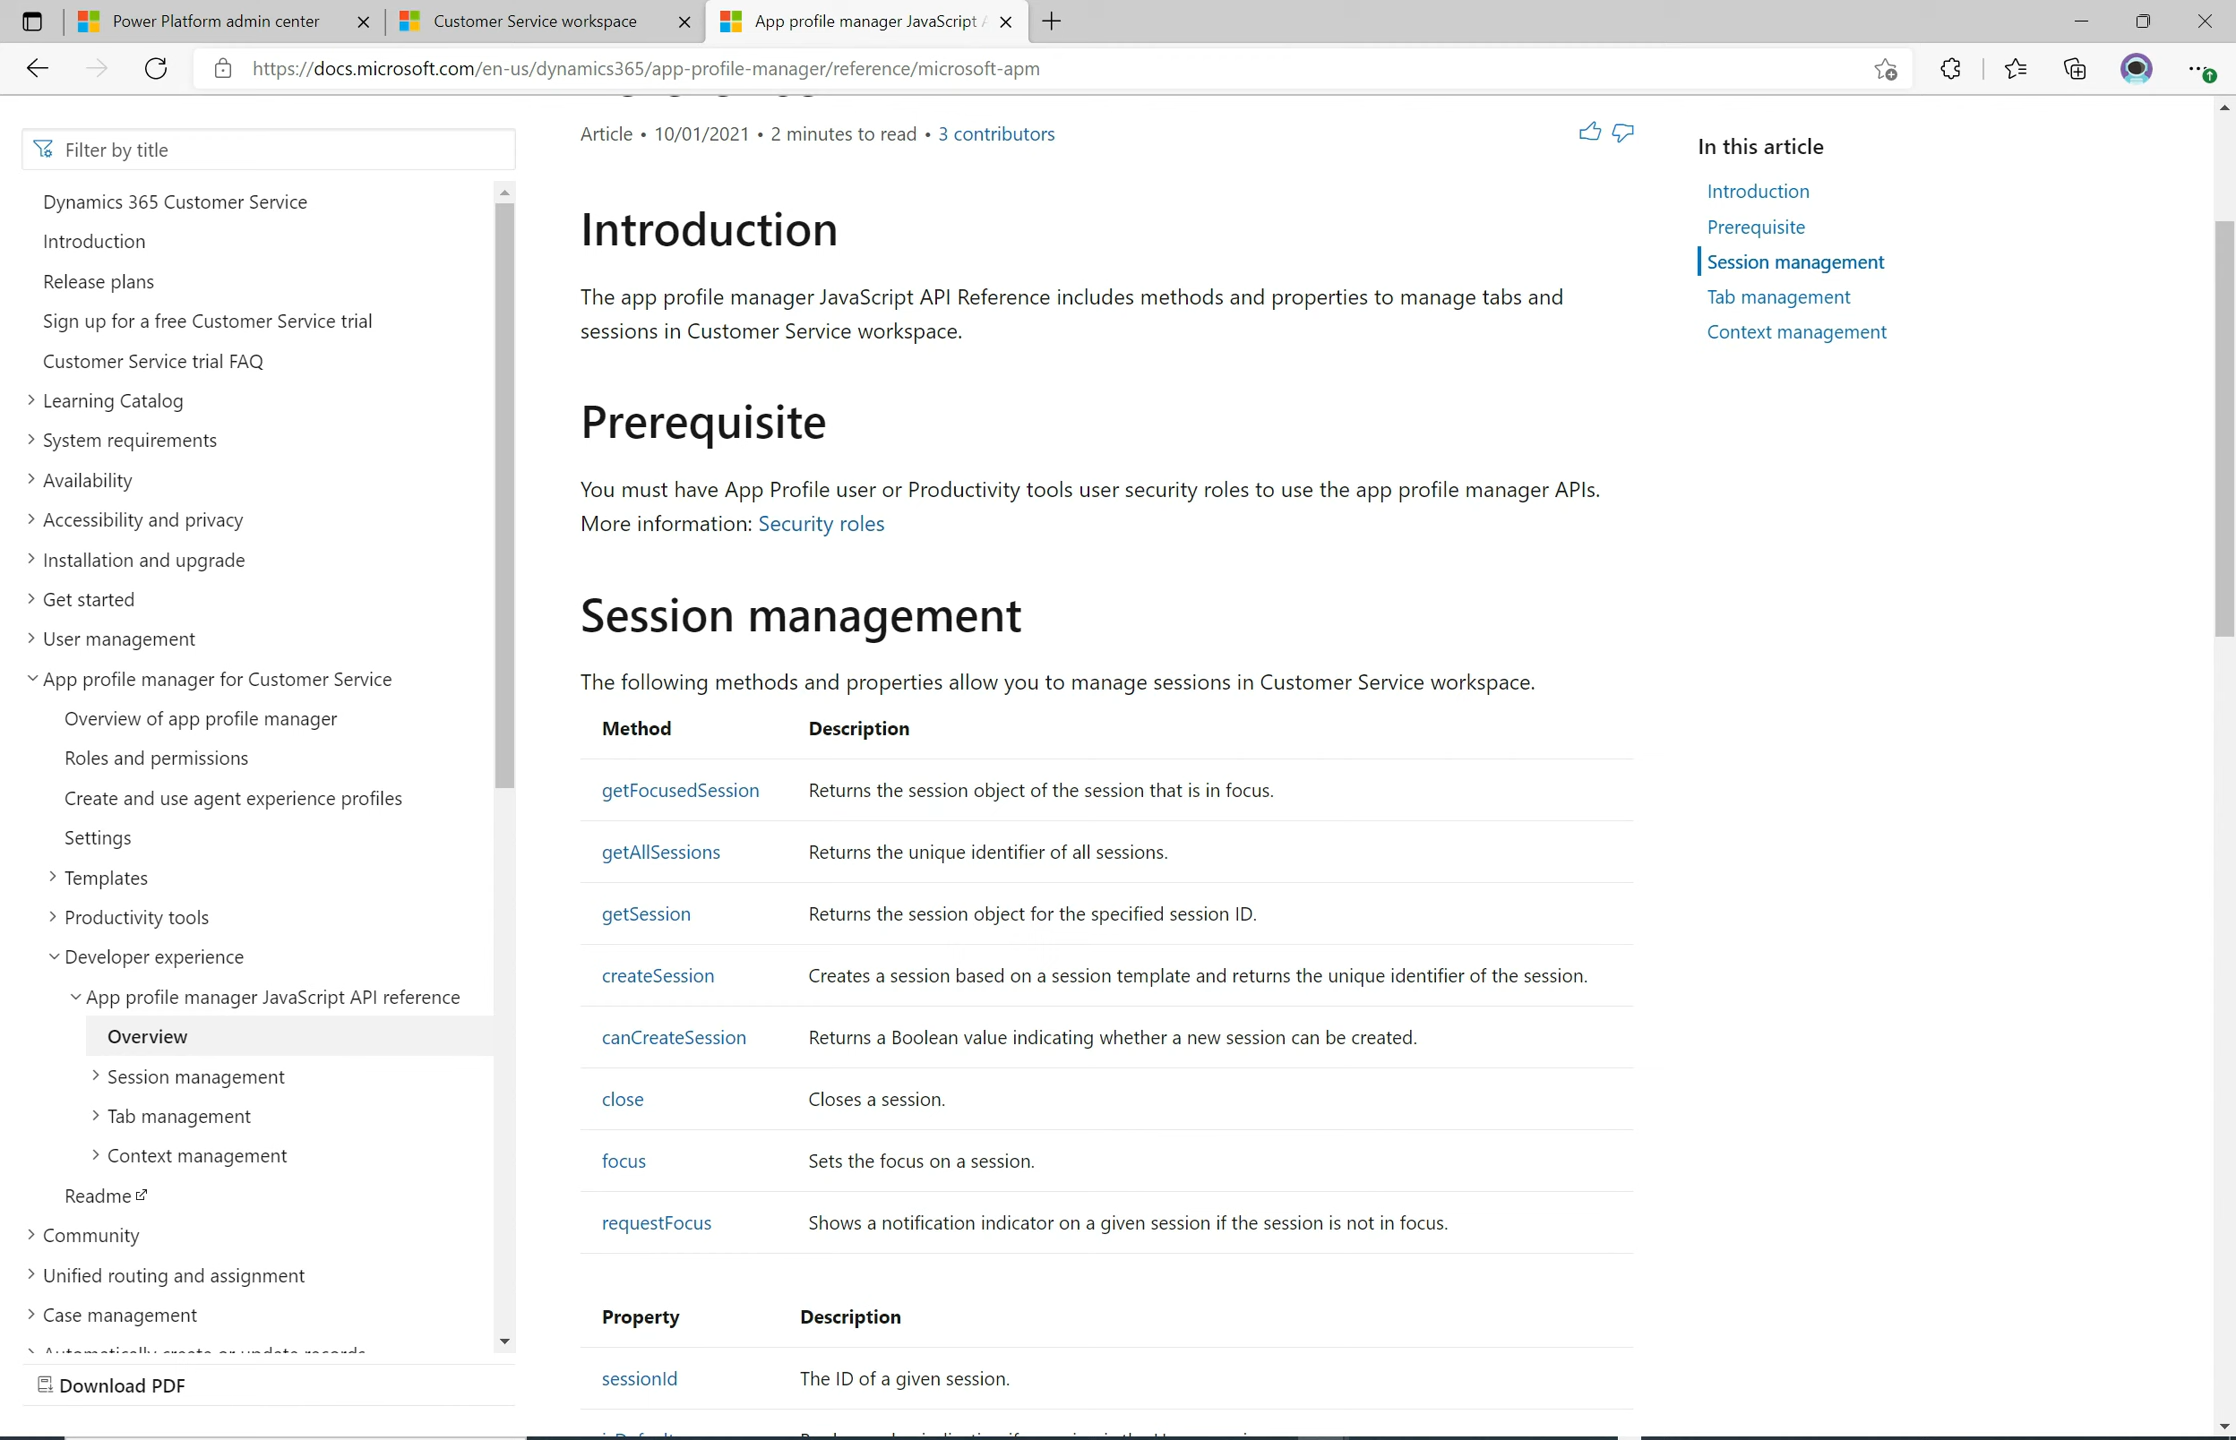 Power Platform admin center
Customer Service workspace
App profile manager JavaScript A
https://docs.microsoft.com/en-us/dynamics365/app-profile-manager/reference/microsoft-apm
Filter by title
Dynamics 365 Customer Service
Introduction
Release plans
Sign up for a free Customer Service trial
Customer Service trial FAQ
Learning Catalog
System requirements
Availability
Accessibility and privacy
Installation and upgrade
Get started
User management
App profile manager for Customer Service
Overview of app profile manager
Roles and permissions
Create and use agent experience profiles
Settings
Templates
Productivity tools
Developer experience
App profile manager JavaScript API reference
Overview
Session management
Tab management
Context management
Readme
Community
Unified routing and assignment
Case management
Automatically create or update records
Download PDF
Article • 10/01/2021 • 2 minutes to read • 3 contributors
Introduction
The app profile manager JavaScript API Reference includes methods and properties to manage tabs and
sessions in Customer Service workspace.
Prerequisite
You must have App Profile user or Productivity tools user security roles to use the app profile manager APIs.
More information: Security roles
Session management
The following methods and properties allow you to manage sessions in Customer Service workspace.
Method Description
getFocusedSession Returns the session object of the session that is in focus.
getAllSessions Returns the unique identifier of all sessions.
getSession Returns the session object for the specified session ID.
createSession Creates a session based on a session template and returns the unique identifier of the session.
canCreateSession Returns a Boolean value indicating whether a new session can be created.
close Closes a session.
focus Sets the focus on a session.
requestFocus Shows a notification indicator on a given session if the session is not in focus.
Property Description
sessionId The ID of a given session.
In this article
Introduction
Prerequisite
Session management
Tab management
Context management